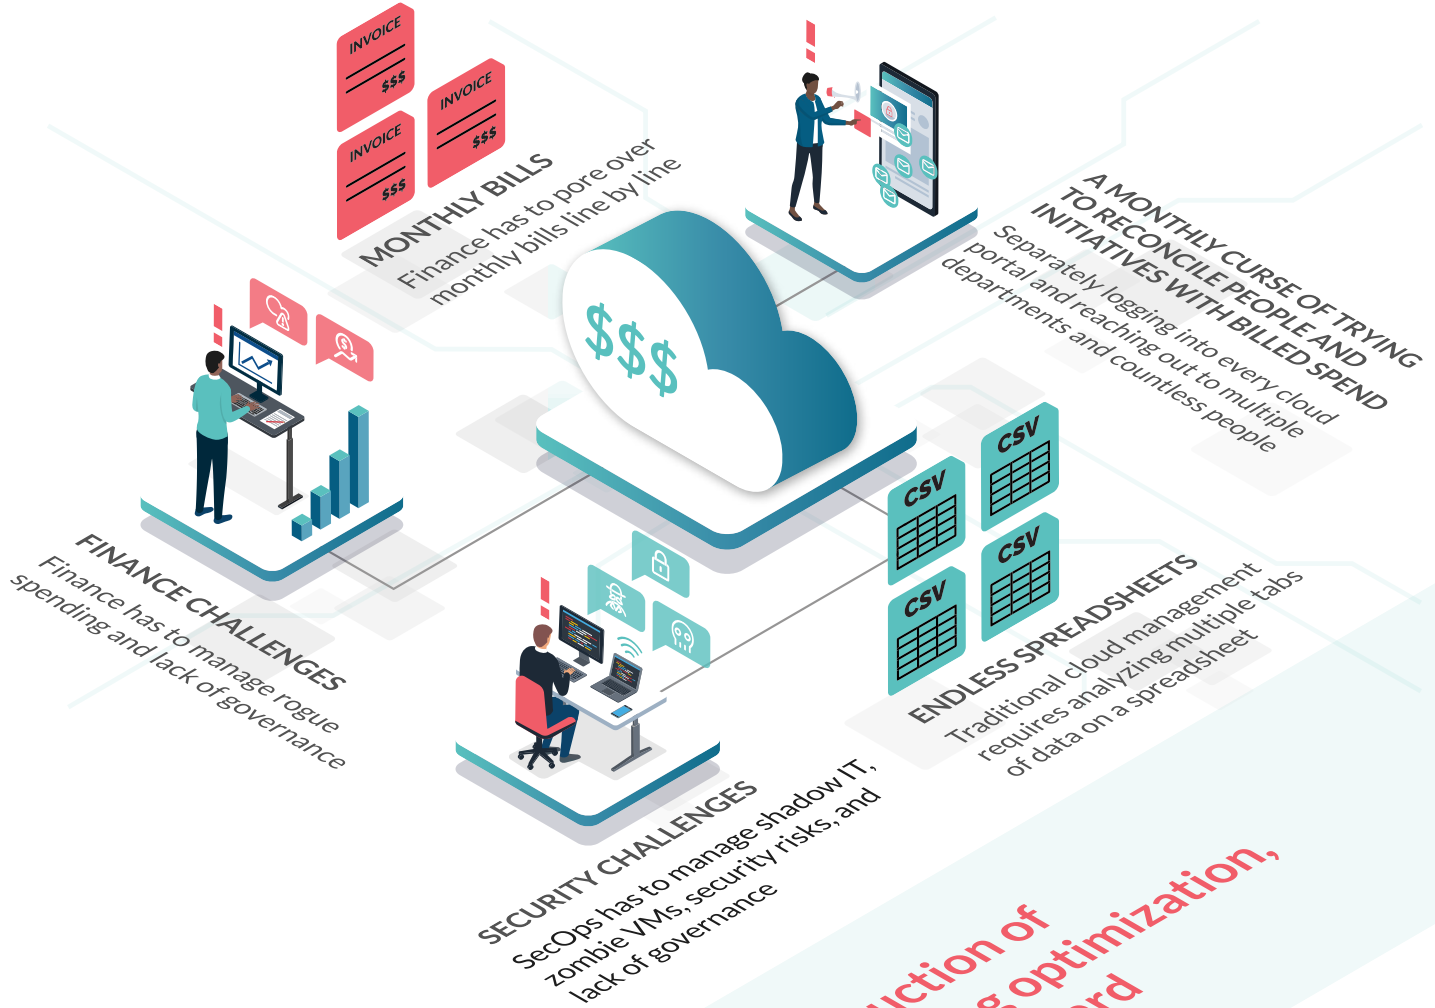 INVOICE
$$$
INVOICE
$$$
INVOICE
$$$
MONTHLY BILLS
Finance has to pore over
monthly bills line by line
A MONTHLY CURSE OF TRYING
TO RECONCILE PEOPLE AND
INITIATIVES WITH BILLED SPEND
Separately logging into every cloud
portal and reaching out to multiple
departments and countless people
$$$
$
FINANCE CHALLENGES
Finance has to manage rogue
spending and lack of governance
CSV
CSV
CSV
CSV
ENDLESS SPREADSHEETS
Traditional cloud management
requires analyzing multiple tabs
of data on a spreadsheet
SECURITY CHALLENGES
SecOps has to manage shadow IT,
zombie VMs, security risks, and
lack of governance
of
optimization,